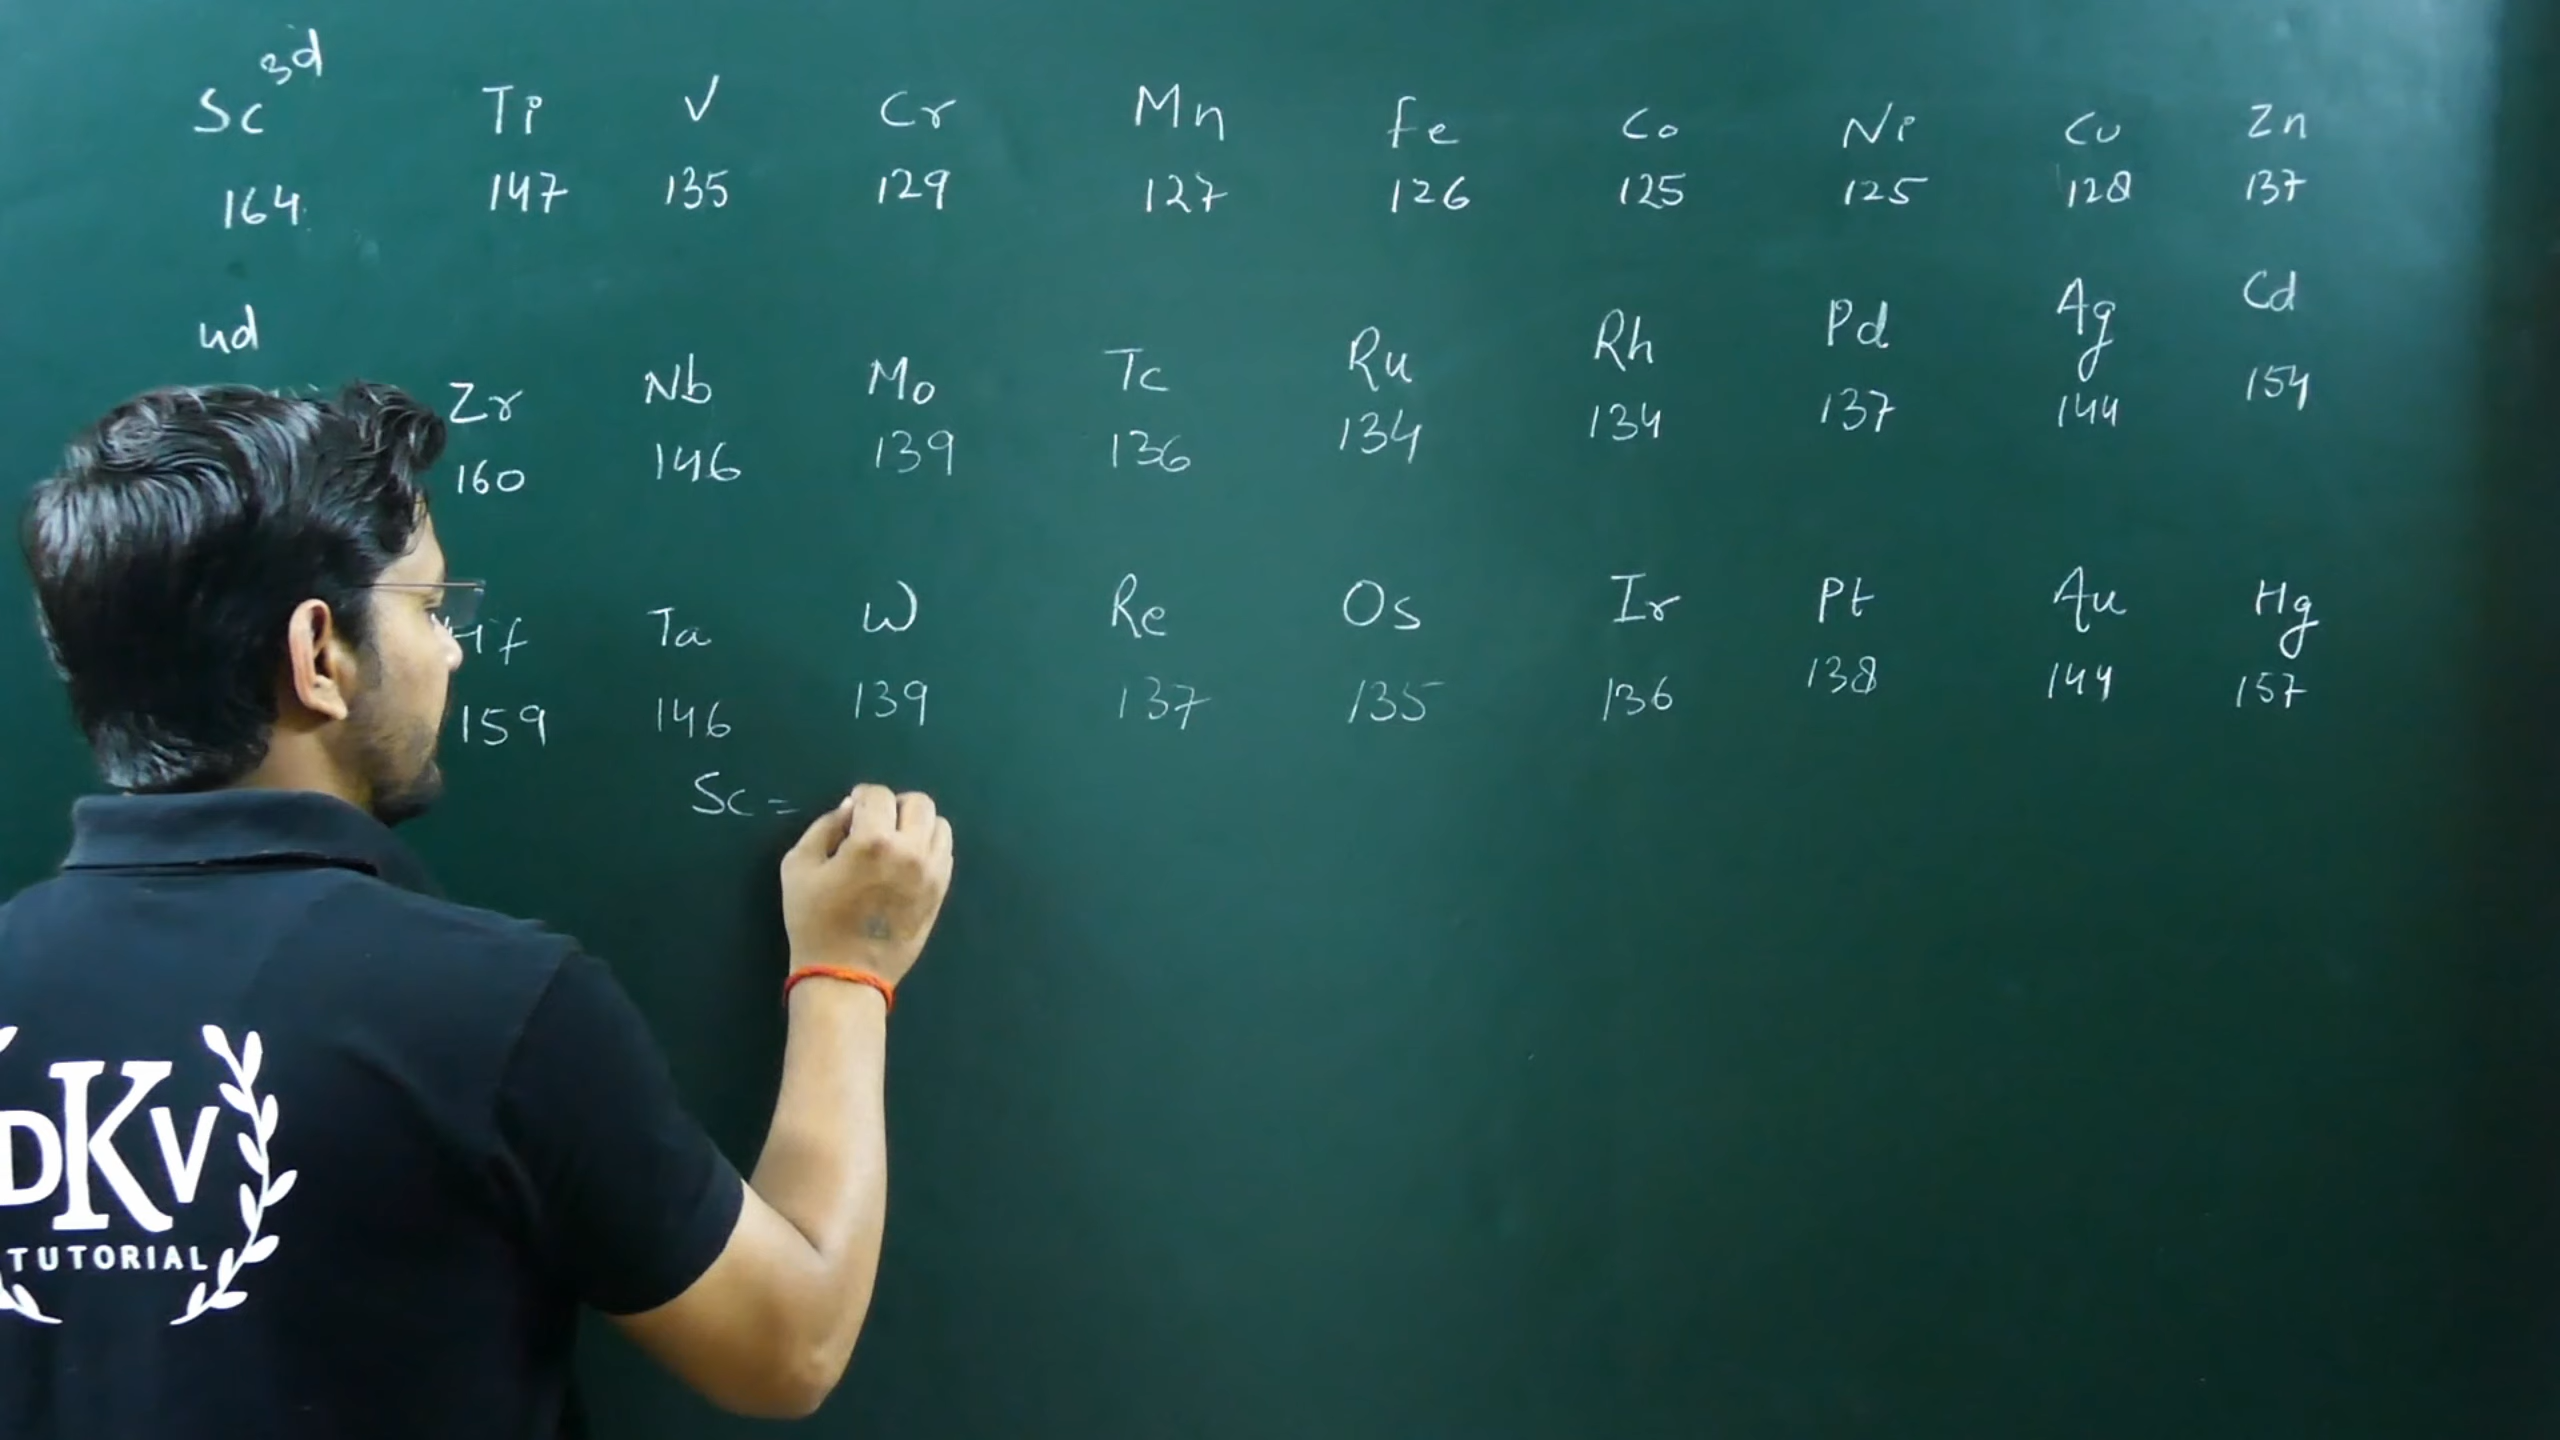 3d
Sc Ti V Cr Mn Fe Co Ni Cu Zn
164 147 135 129 127 126 125 125 128 137
4d
Zr Nb Mo Tc Ru Rh Pd Ag Cd
160 146 139 136 134 134 137 144 154
Hf Ta W Re Os Ir Pt Au Hg
159 146 139 137 135 136 138 144 157
Sc =
DKV
TUTORIAL